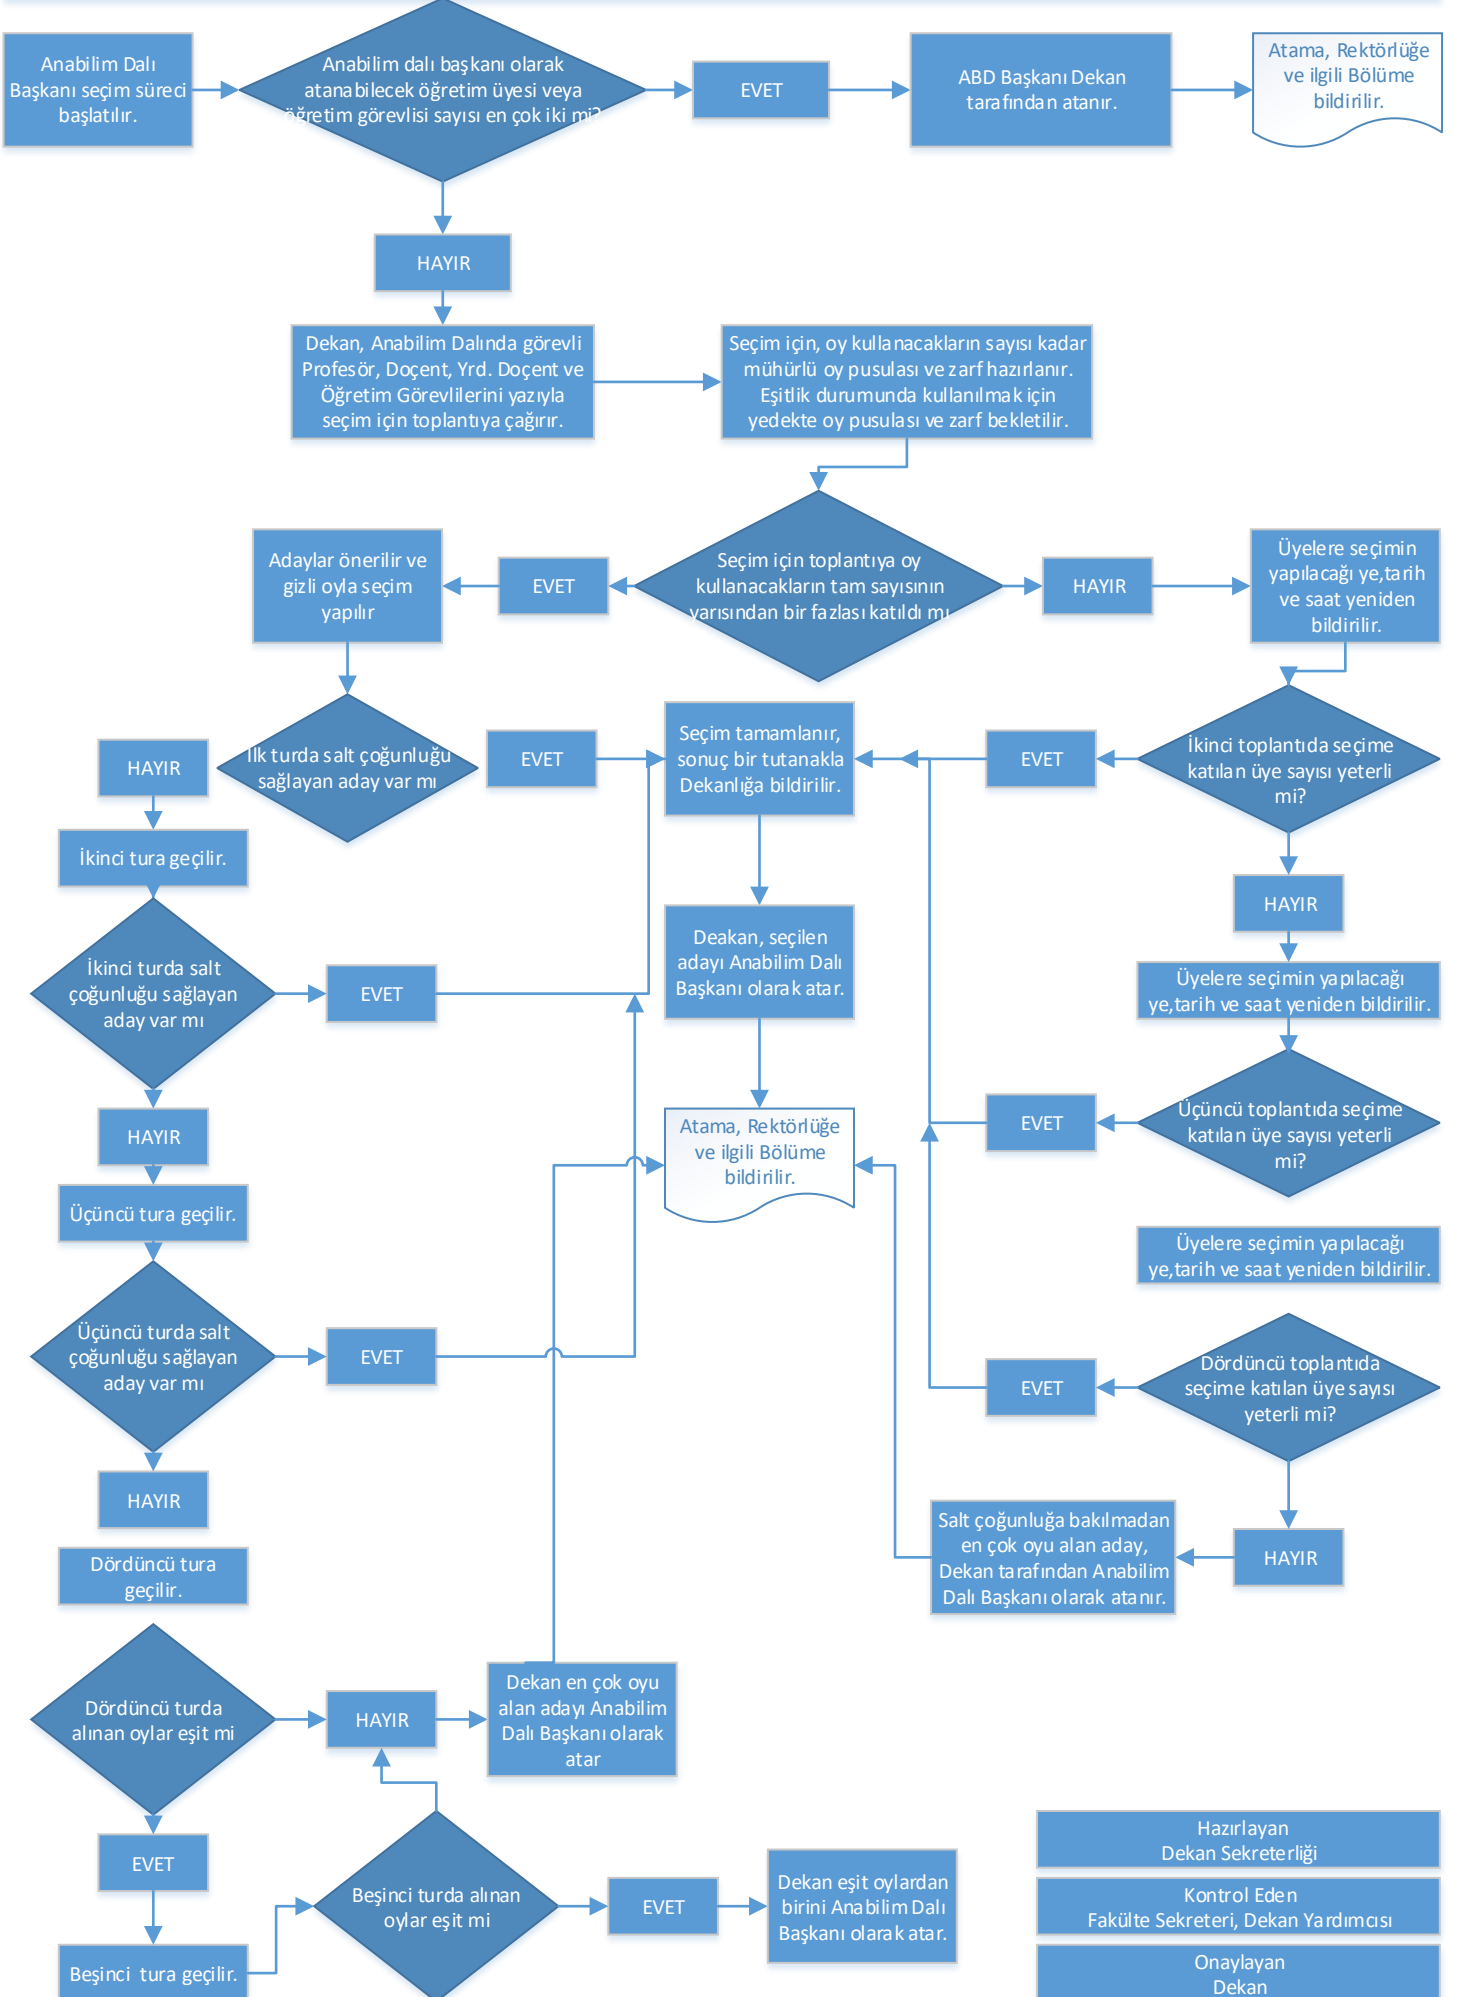 Anabilim Dalı
Başkanı seçim süreci
başlatılır.
Anabilim dalı başkanı olarak
atanabilecek öğretim üyesi veya
öğretim görevlisi sayısı en çok iki mi?
EVET
ABD Başkanı Dekan
tarafından atanır.
Atama, Rektörlüğe
ve ilgili Bölüme
bildirilir.
HAYIR
Dekan, Anabilim Dalında görevli
Profesör, Doçent, Yrd. Doçent ve
Öğretim Görevlilerini yazıyla
seçim için toplantıya çağırır.
Seçim için, oy kullanacakların sayısı kadar
mühürlü oy pusulası ve zarf hazırlanır.
Eşitlik durumunda kullanılmak için
yedekte oy pusulası ve zarf bekletilir.
Adaylar önerilir ve
gizli oyla seçim
yapılır
EVET
Seçim için toplantıya oy
kullanacakların tam sayısının
yarısından bir fazlası katıldı mı
HAYIR
Üyelere seçimin
yapılacağı ye,tarih
ve saat yeniden
bildirilir.
HAYIR
İlk turda salt çoğunluğu
sağlayan aday var mı
EVET
Seçim tamamlanır,
sonuç bir tutanakla
Dekanlığa bildirilir.
EVET
İkinci toplantıda seçime
katılan üye sayısı yeterli
mi?
İkinci tura geçilir.
HAYIR
İkinci turda salt
çoğunluğu sağlayan
aday var mı
EVET
Deakan, seçilen
adayı Anabilim Dalı
Başkanı olarak atar.
Üyelere seçimin yapılacağı
ye,tarih ve saat yeniden bildirilir.
HAYIR
Atama, Rektörlüğe
ve ilgili Bölüme
bildirilir.
EVET
Üçüncü toplantıda seçime
katılan üye sayısı yeterli
mi?
Üçüncü tura geçilir.
Üyelere seçimin yapılacağı
ye,tarih ve saat yeniden bildirilir.
Üçüncü turda salt
çoğunluğu sağlayan
aday var mı
EVET
EVET
Dördüncü toplantıda
seçime katılan üye sayısı
yeterli mi?
HAYIR
Salt çoğunluğa bakılmadan
en çok oyu alan aday,
Dekan tarafından Anabilim
Dalı Başkanı olarak atanır.
HAYIR
Dördüncü tura
geçilir.
Dördüncü turda
alınan oylar eşit mi
HAYIR
Dekan en çok oyu
alan adayı Anabilim
Dalı Başkanı olarak
atar
EVET
Beşinci tura geçilir.
Beşinci turda alınan
oylar eşit mi
EVET
Dekan eşit oylardan
birini Anabilim Dalı
Başkanı olarak atar.
Hazırlayan
Dekan Sekreterliği
Kontrol Eden
Fakülte Sekreteri, Dekan Yardımcısı
Onaylayan
Dekan